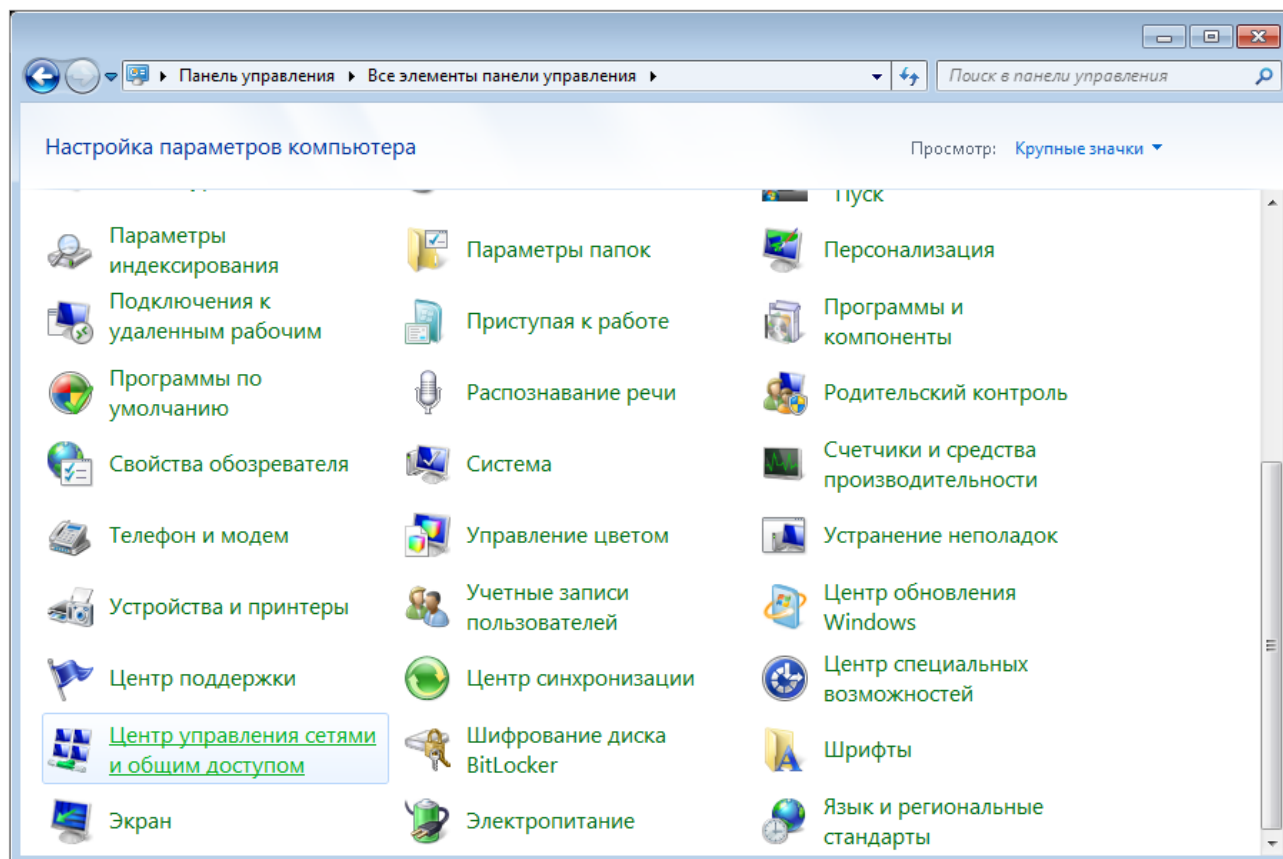 Панель управления Все элементы панели управления
Поиск в панели управления
Настройка параметров компьютера
Просмотр: Крупные значки
Пуск
Параметры
индексирования
Параметры папок
Персонализация
Подключения к
удаленным рабочим
Приступая к работе
Программы и
компоненты
Программы по
умолчанию
Распознавание речи
Родительский контроль
Свойства обозревателя
Система
Счетчики и средства
производительности
Телефон и модем
Управление цветом
Устранение неполадок
Устройства и принтеры
Учетные записи
пользователей
Центр обновления
Windows
Центр поддержки
Центр синхронизации
Центр специальных
возможностей
Центр управления сетями
и общим доступом
Шифрование диска
BitLocker
Шрифты
Экран
Электропитание
Язык и региональные
стандарты